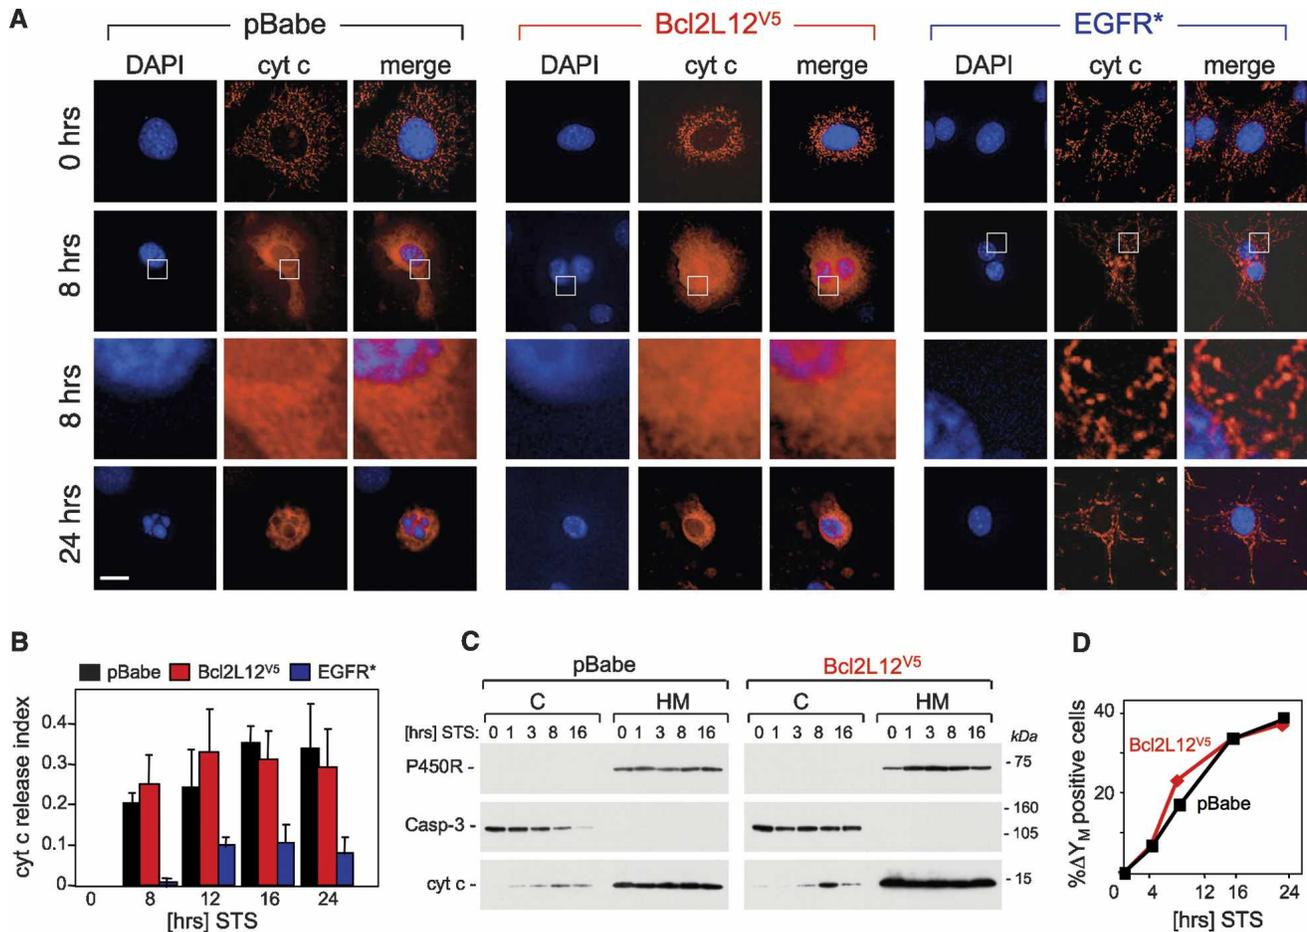 A
pBabe
Bcl2L12V5
EGFR*
DAPI cyt c merge DAPI cyt c merge DAPI cyt c merge
0 hrs
8 hrs
8 hrs
24 hrs
B
pBabe Bcl2L12V5 EGFR*
cyt c release index
0.4
0.3
0.2
0.1
0
0 8 12 16 24
[hrs] STS
C
pBabe Bcl2L12V5
C HM C HM
[hrs] STS: 0 1 3 8 16 0 1 3 8 16 0 1 3 8 16 0 1 3 8 16 kDa
P450R - - 75
- 160
Casp-3 - - 105
cyt c - - 15
D
%ΔYM positive cells
40
20
0
Bcl2L12V5
pBabe
0 4 12 16 24
[hrs] STS